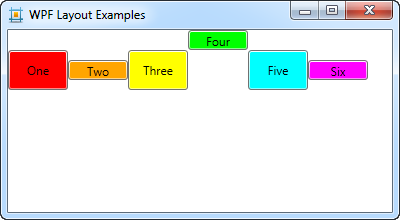 WPF Layout Examples
Four
One
Two
Three
Five
Six